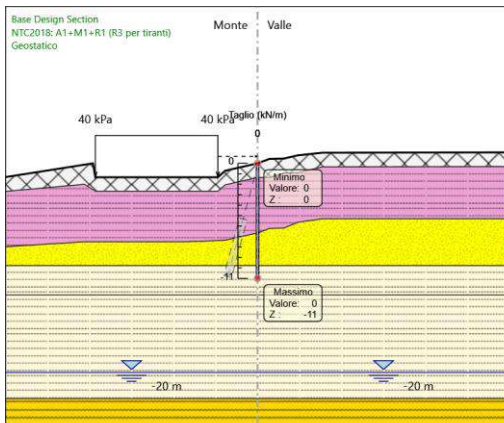 Base Design Section
NTC2018: A1+M1+R1 (R3 per tiranti)
Geostatico
Monte
Valle
40 kPa
40 kPa
Taglio (kN/m)
0
0
Minimo
Valore: 0
Z : 0
-11
Massimo
Valore: 0
Z : -11
-20 m
-20 m